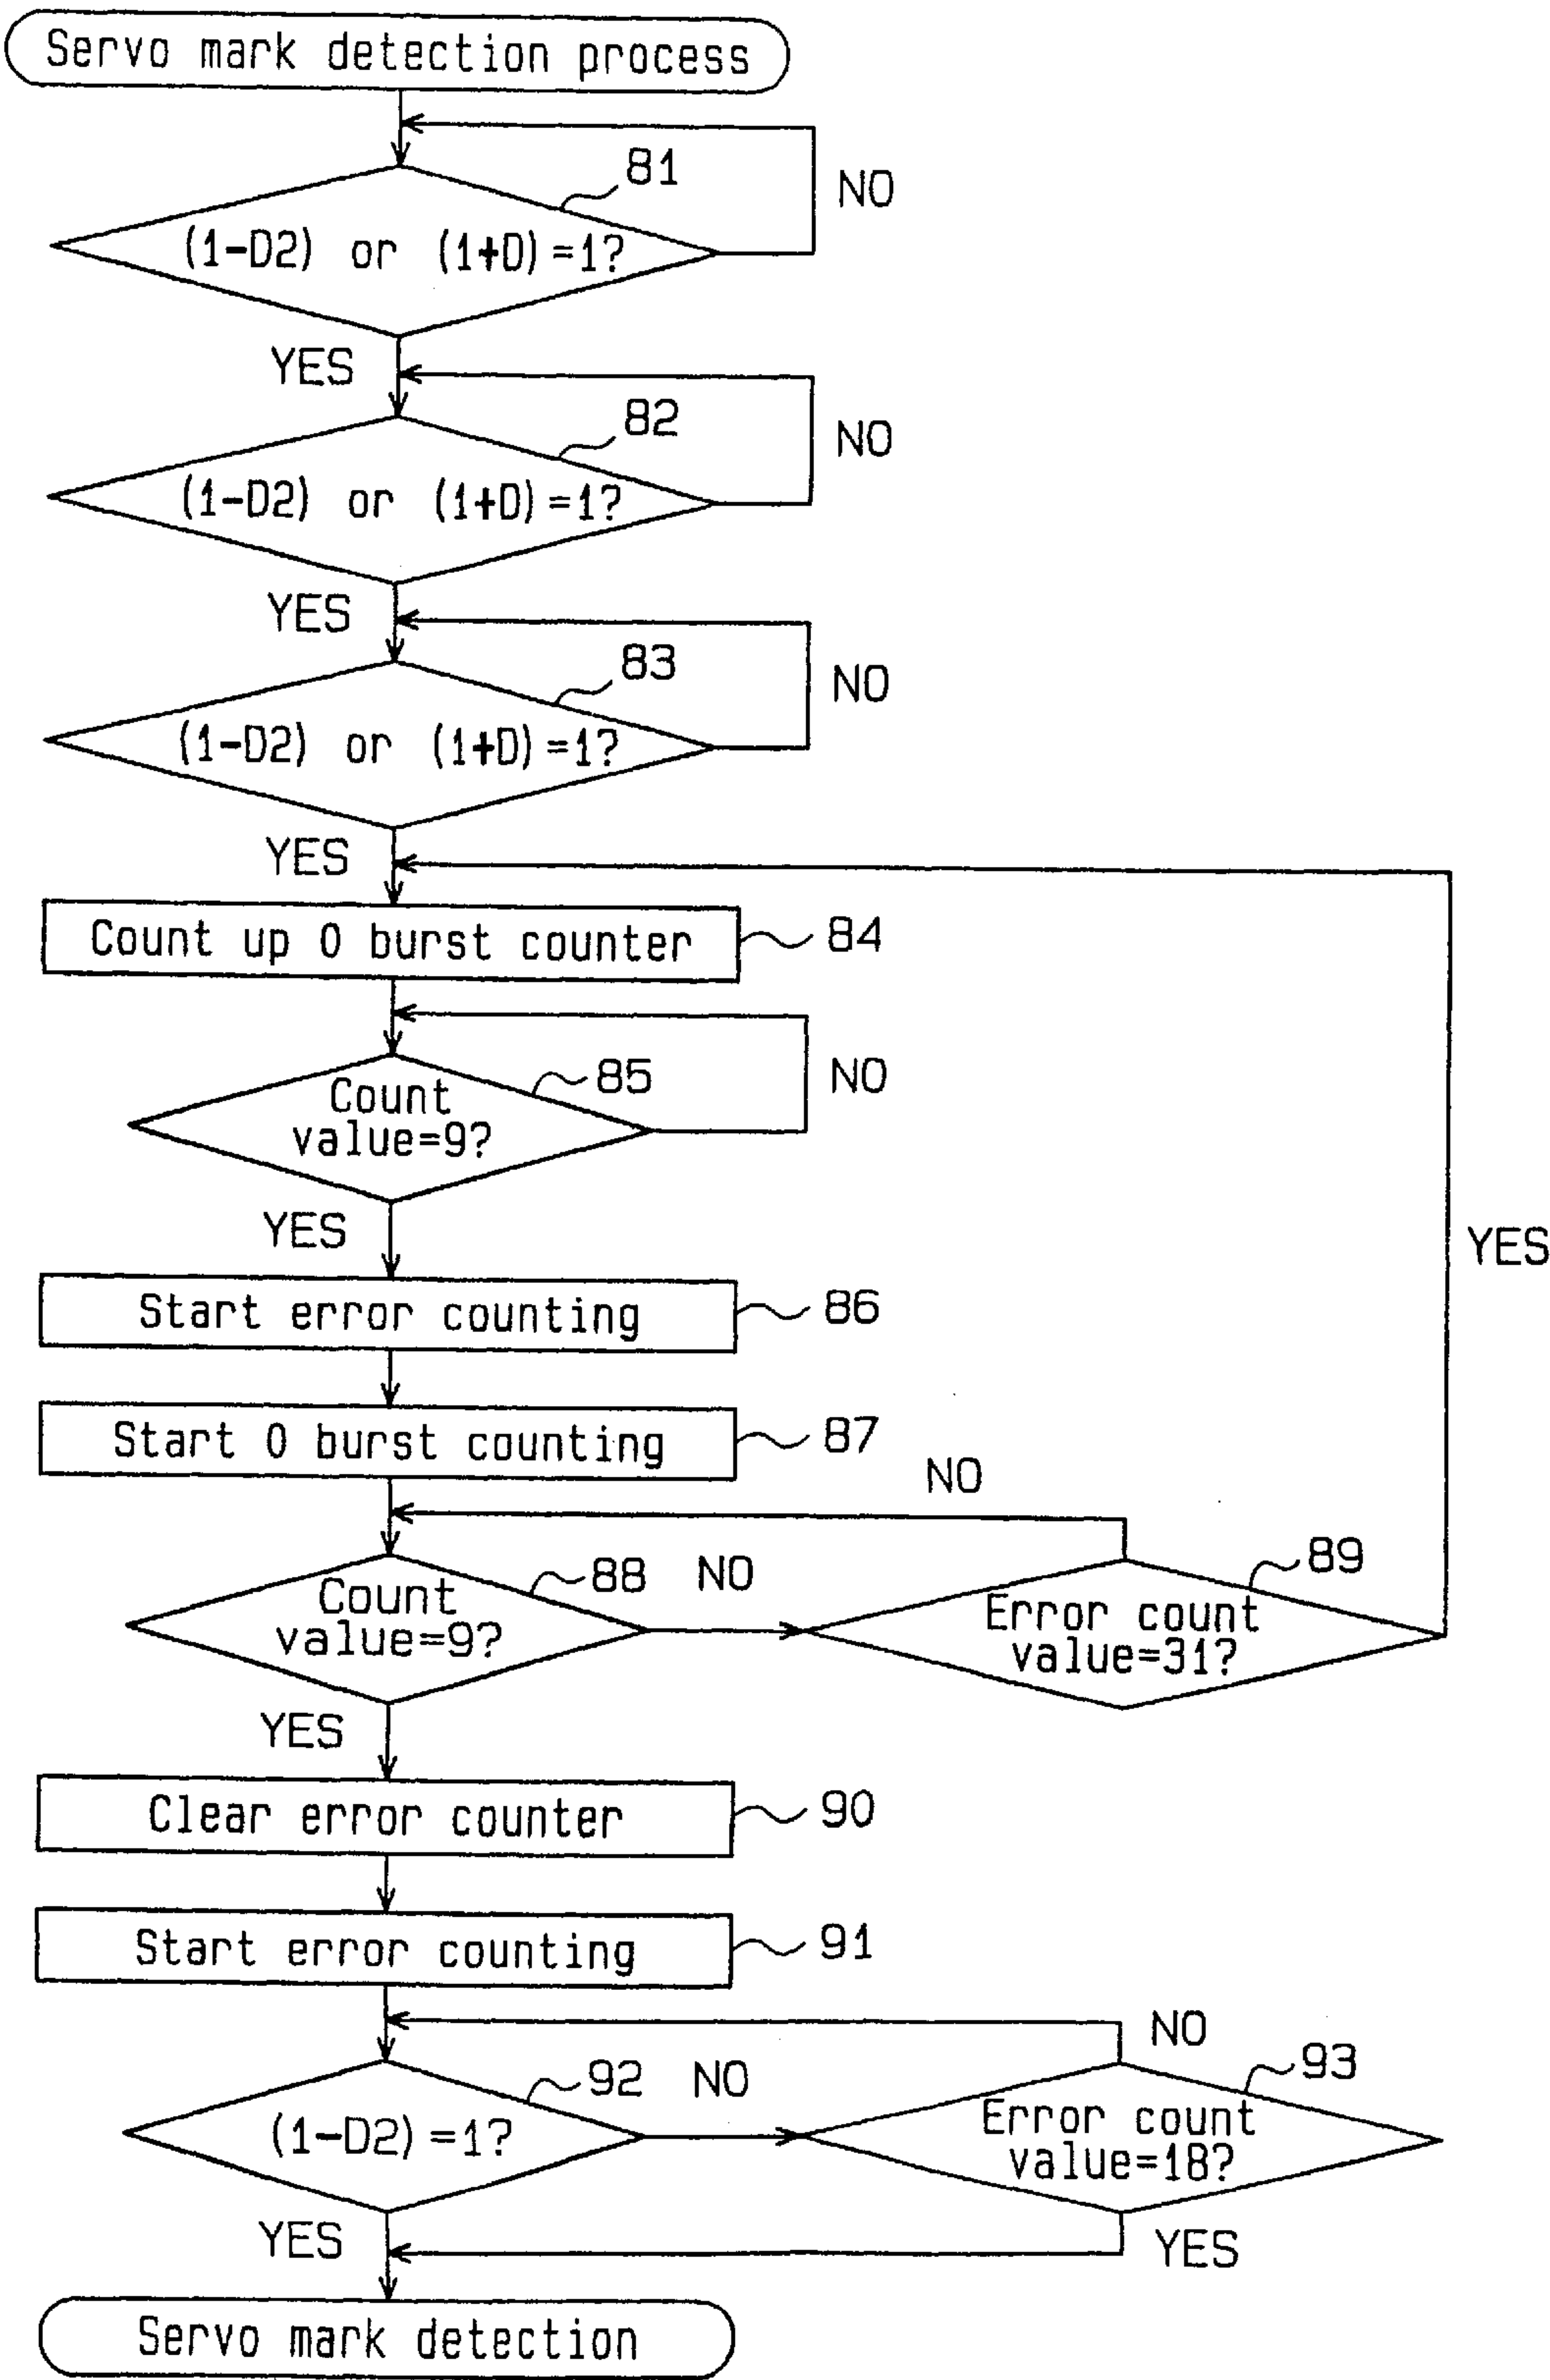 Servo mark detection process
81
NO
(1-D2) or (1+D)=1?
YES
82
NO
(1-D2) or (1+D)=1?
YES
83
NO
(1-D2) or (1+D)=1?
YES
Count up 0 burst counter
84
85
NO
Count
value=9?
YES
YES
Start error counting
86
Start 0 burst counting
87
NO
88
NO
89
Count
value=9?
Error count
value=31?
YES
Clear error counter
90
Start error counting
91
NO
92
NO
93
(1-D2)=1?
Error count
value=18?
YES
YES
Servo mark detection